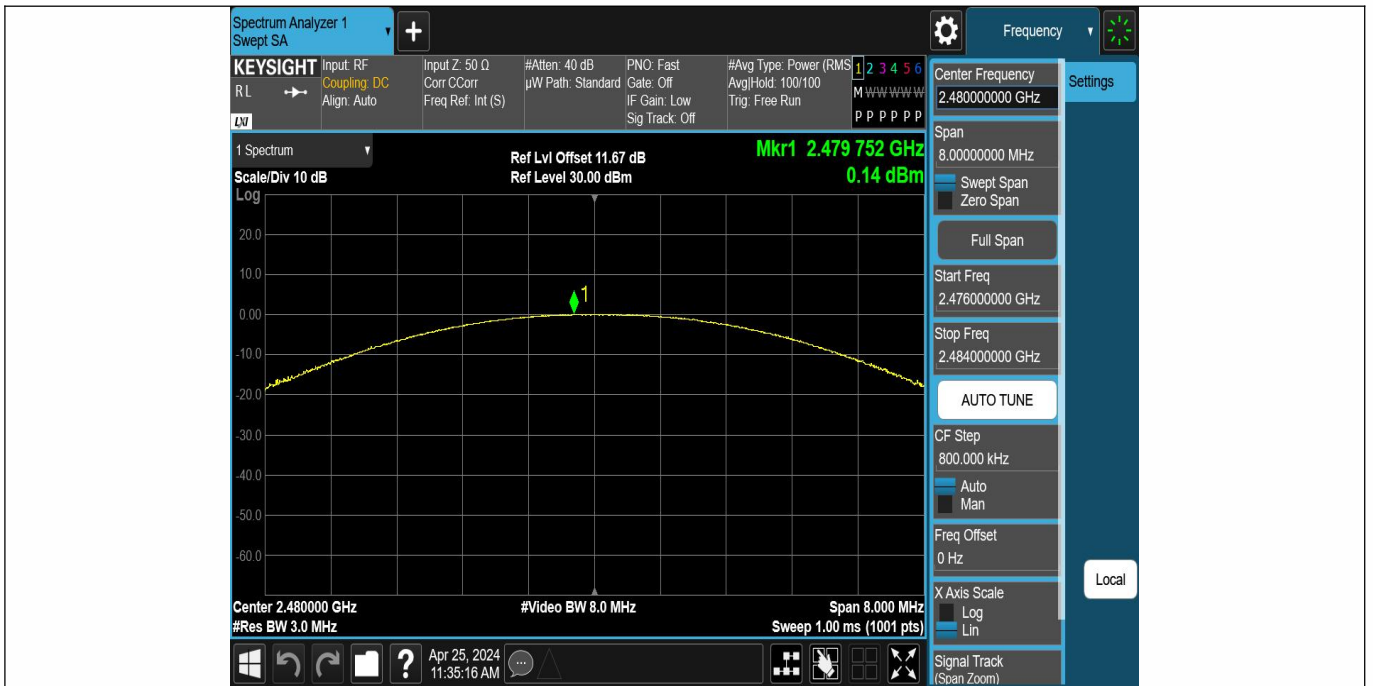 Spectrum Analyzer 1
Swept SA
Frequency
KEYSIGHT
RL
LXI
Input: RF
Coupling: DC
Align: Auto
Input Z: 50 Ω
Corr CCorr
Freq Ref: Int (S)
#Atten: 40 dB
µW Path: Standard
PNO: Fast
Gate: Off
IF Gain: Low
Sig Track: Off
#Avg Type: Power (RMS
Avg|Hold: 100/100
Trig: Free Run
1 2 3 4 5 6
M W W W W W
P P P P P P
1 Spectrum
Scale/Div 10 dB
Ref Lvl Offset 11.67 dB
Ref Level 30.00 dBm
Mkr1 2.479 752 GHz
0.14 dBm
Log
20.0
10.0
0.00
-10.0
-20.0
-30.0
-40.0
-50.0
-60.0
1
Center 2.480000 GHz
#Res BW 3.0 MHz
#Video BW 8.0 MHz
Span 8.000 MHz
Sweep 1.00 ms (1001 pts)
Apr 25, 2024
11:35:16 AM
Center Frequency
2.480000000 GHz
Span
8.00000000 MHz
Swept Span
Zero Span
Full Span
Start Freq
2.476000000 GHz
Stop Freq
2.484000000 GHz
AUTO TUNE
CF Step
800.000 kHz
Auto
Man
Freq Offset
0 Hz
X Axis Scale
Log
Lin
Signal Track
(Span Zoom)
Settings
Local